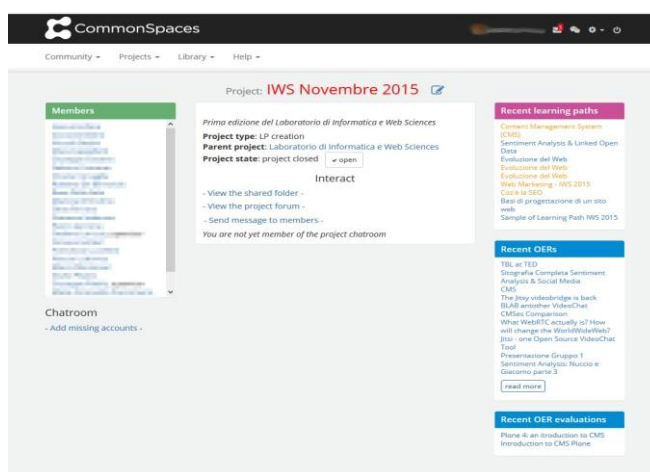 CommonSpaces
Community Projects Library Help
Project: IWS Novembre 2015
Members
Chatroom
- Add missing accounts -
Prima edizione del Laboratorio di Informatica e Web Sciences
Project type: LP creation
Parent project: Laboratorio di Informatica e Web Sciences
Project state: project closed open
Interact
- View the shared folder -
- View the project forum -
- Send message to members -
You are not yet member of the project chatroom
Recent learning paths
Content Management System
(CMS)
Sentiment Analysis & Linked Open
Data
Evoluzione del Web
Evoluzione del Web
Evoluzione del Web
Web Marketing - IWS 2015
Cos'è la SEO
Basi di progettazione di un sito
web
Sample of Learning Path IWS 2015
Recent OERs
TBL at TED
Sitografia Completa Sentiment
Analysis & Social Media
CMS
The Jitsy videobridge is back
BLAB antother VideoChat
CMSes Comparison
What WebRTC actually is? How
will change the WorldWideWeb?
Jitsi - one Open Source VideoChat
Tool
Presentazione Gruppo 1
Sentiment Analysis: Nuccio e
Giacomo parte 3
read more
Recent OER evaluations
Plone 4: an itroduction to CMS
Introduction to CMS Plone